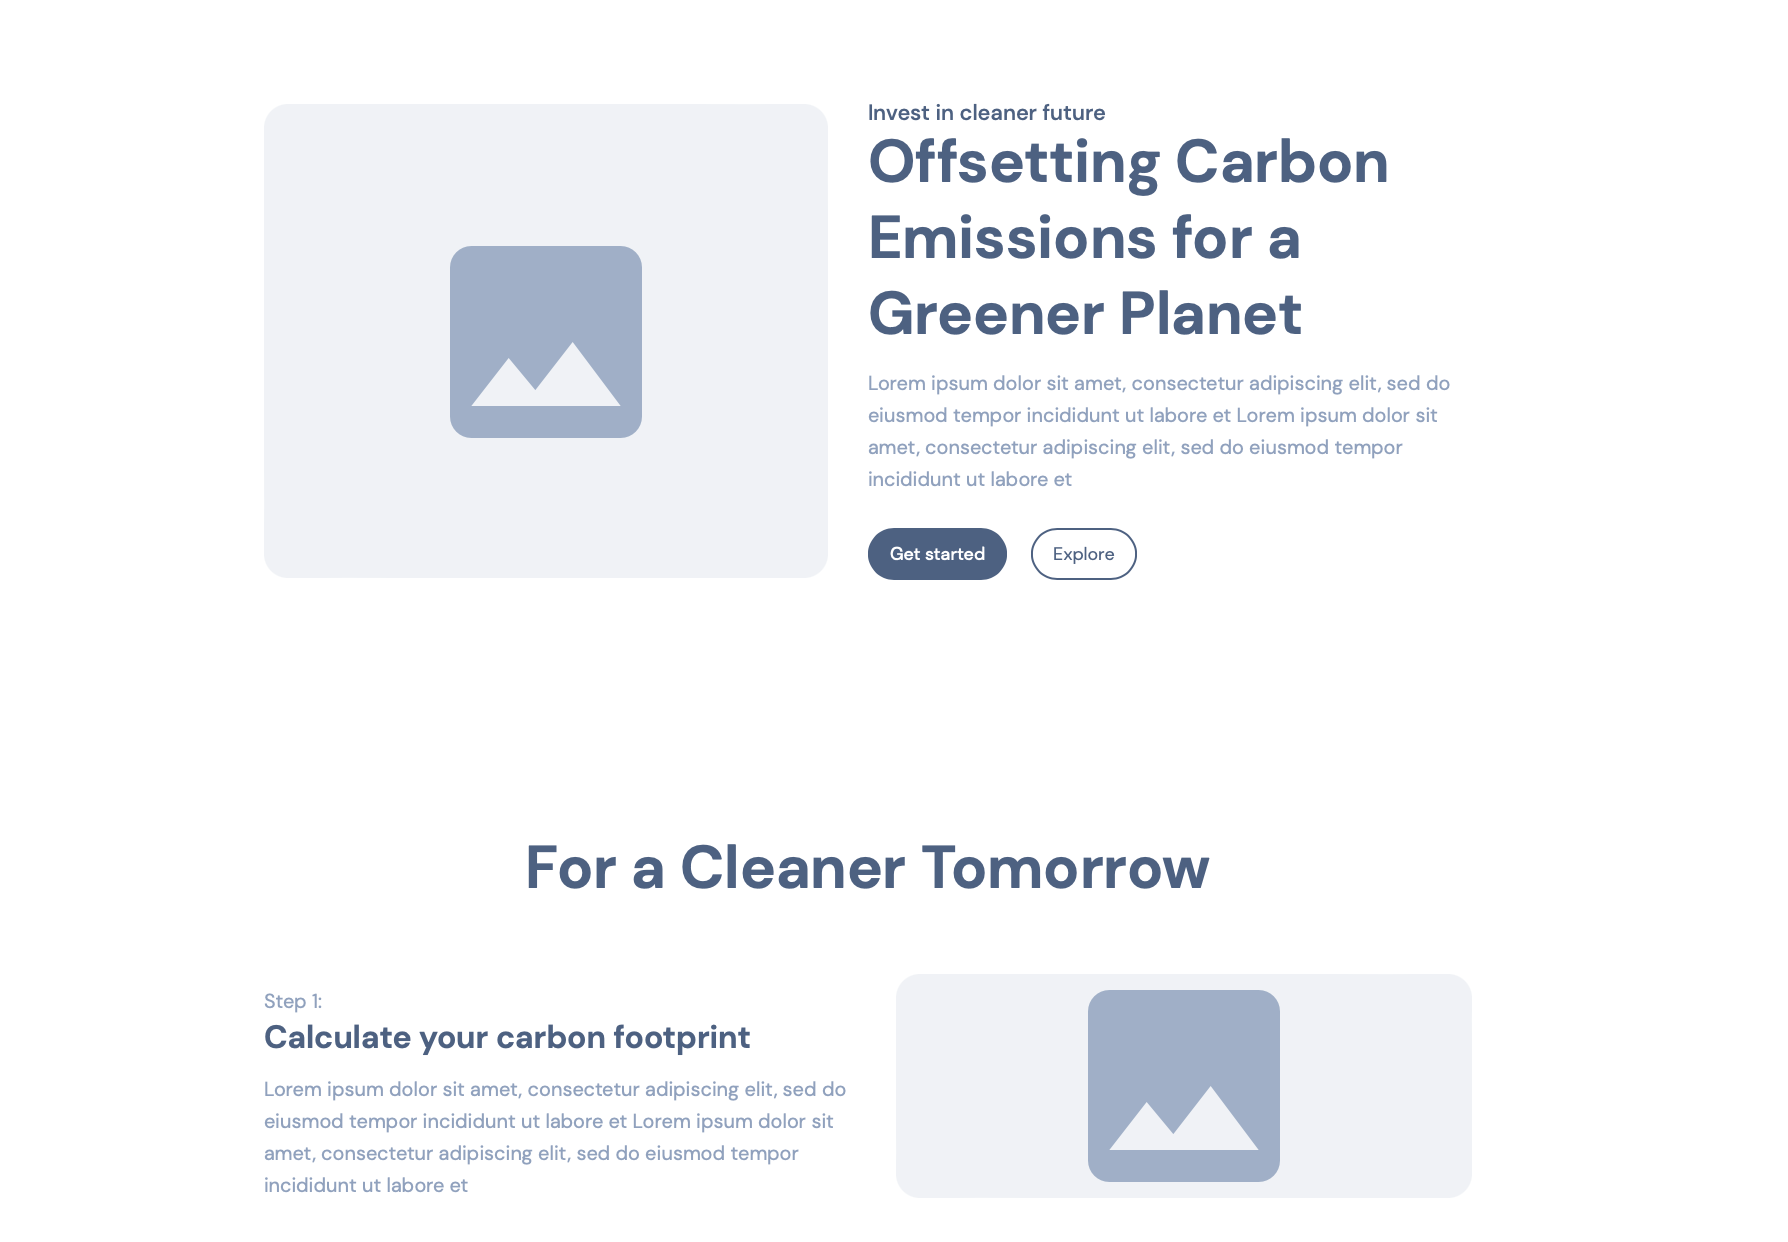 Invest in cleaner future
Offsetting Carbon
Emissions for a
Greener Planet
Lorem ipsum dolor sit amet, consectetur adipiscing elit, sed do
eiusmod tempor incididunt ut labore et Lorem ipsum dolor sit
amet, consectetur adipiscing elit, sed do eiusmod tempor
incididunt ut labore et
Get started
Explore
For a Cleaner Tomorrow
Step 1:
Calculate your carbon footprint
Lorem ipsum dolor sit amet, consectetur adipiscing elit, sed do
eiusmod tempor incididunt ut labore et Lorem ipsum dolor sit
amet, consectetur adipiscing elit, sed do eiusmod tempor
incididunt ut labore et